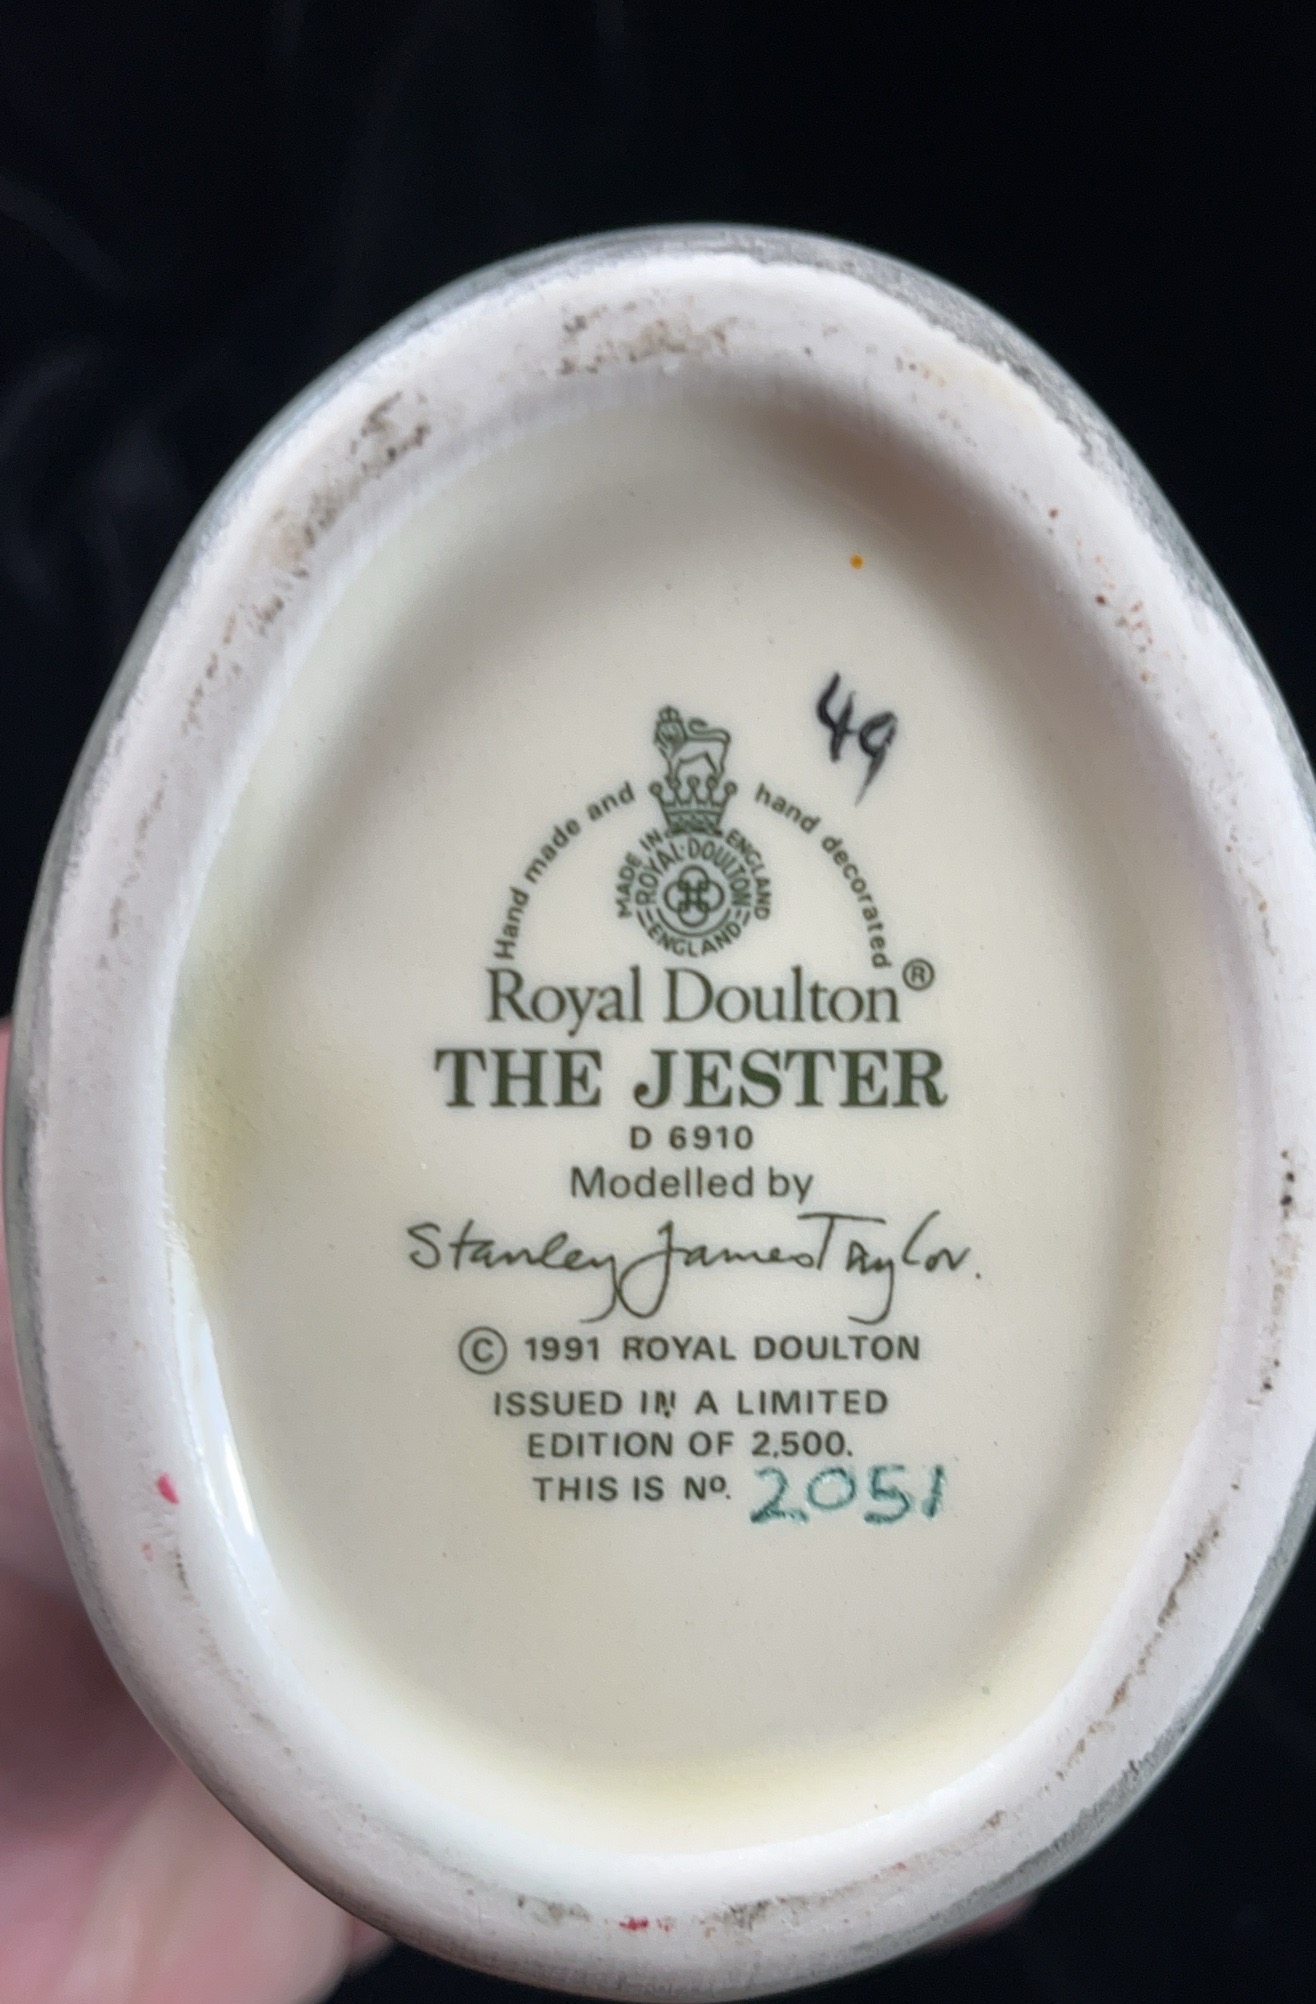 49
Hand made and hand decorated
MADE IN ENGLAND
ROYAL·DOULTON
ENGLAND
Royal Doulton®
THE JESTER
D 6910
Modelled by
Stanley James Taylor.
© 1991 ROYAL DOULTON
ISSUED IN A LIMITED
EDITION OF 2,500.
THIS IS Nº. 2051